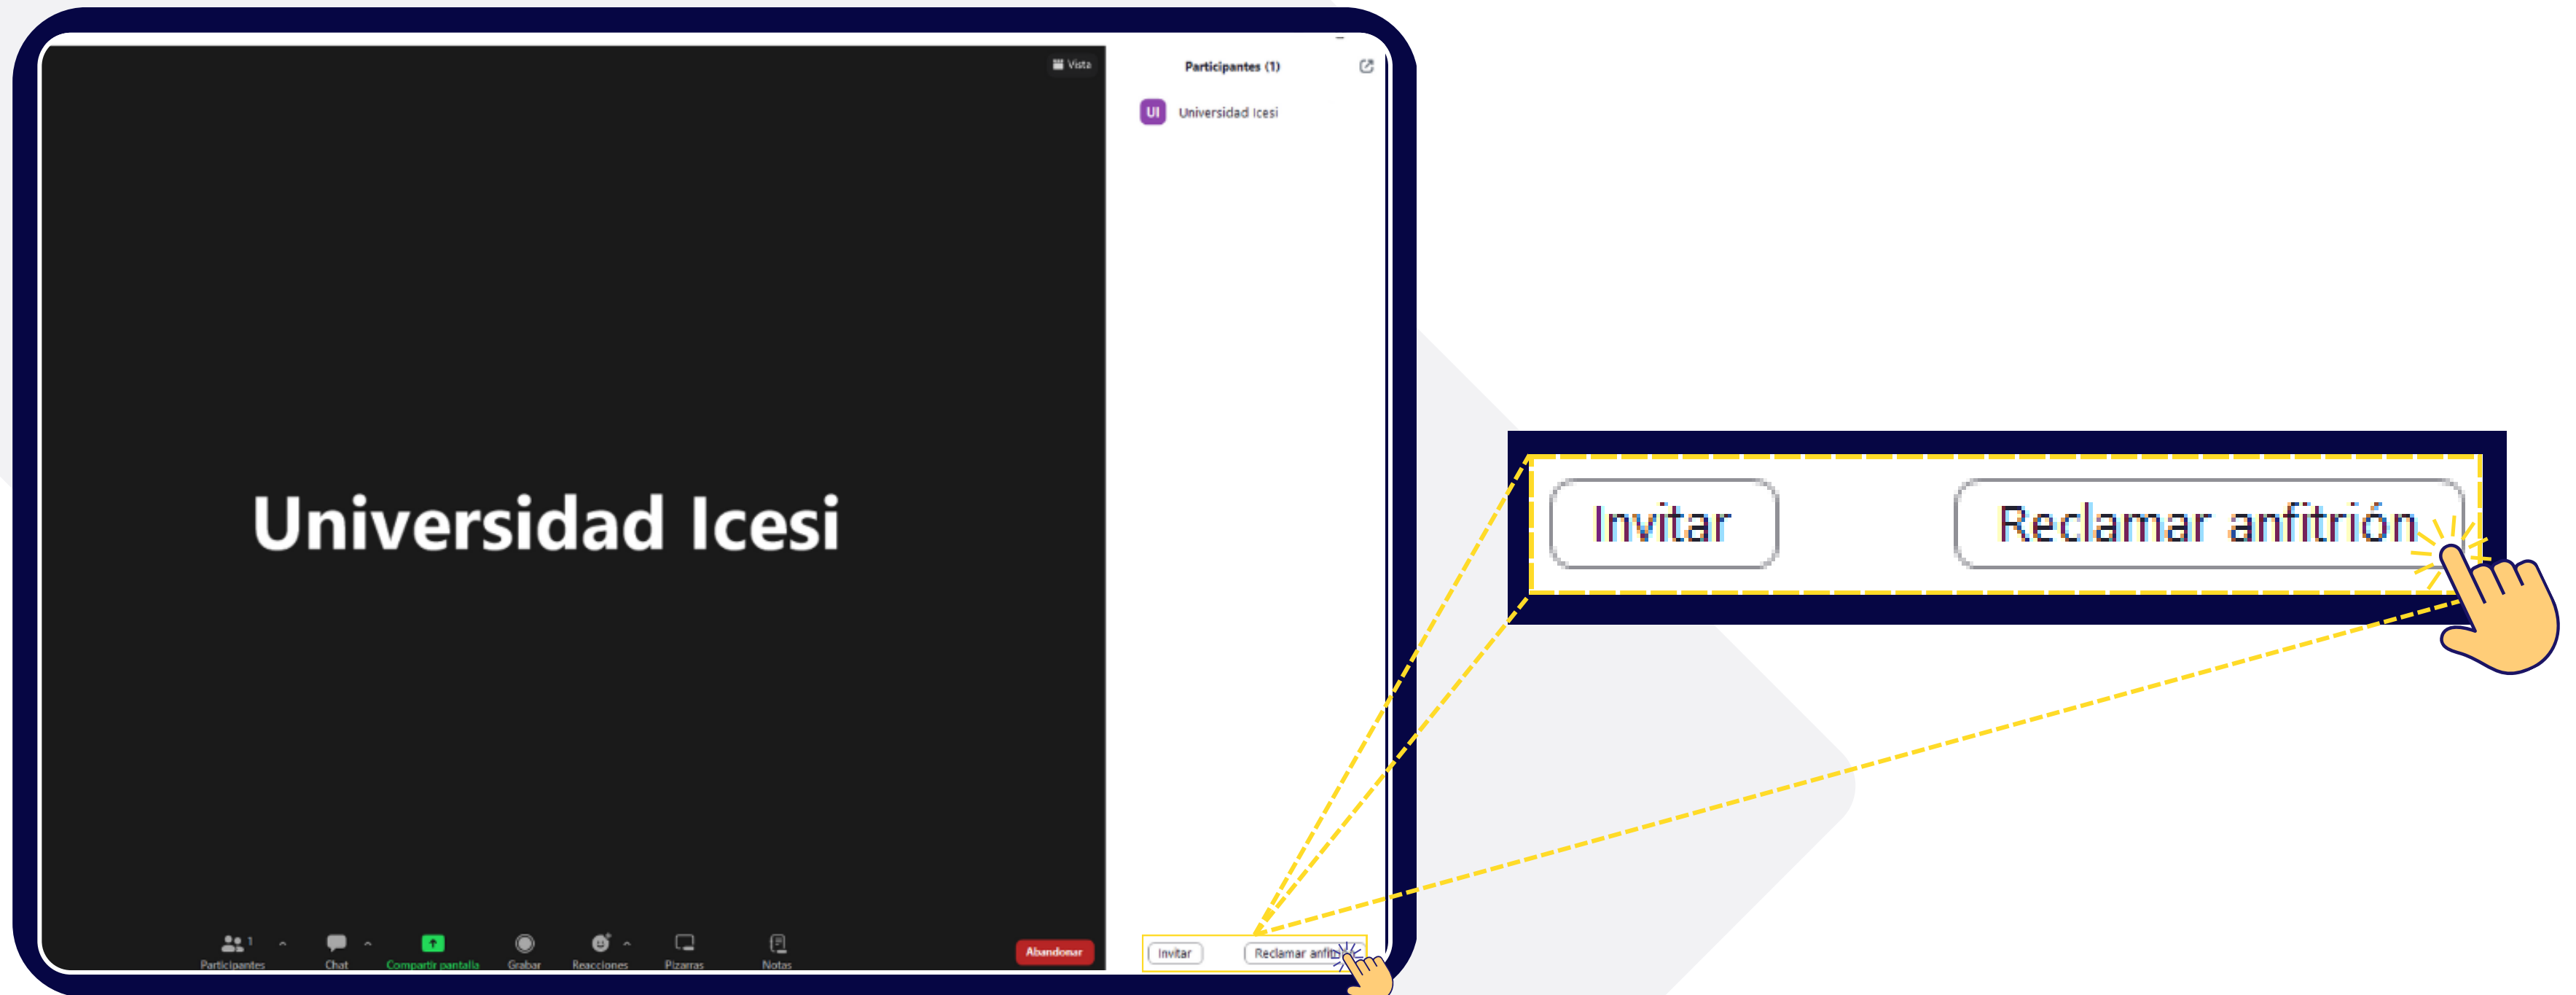 Vista
Participantes (1)
UI Universidad Icesi
Universidad Icesi
Invitar Reclamar anfitrión
1
Participantes Chat Compartir pantalla Grabar Reacciones Pizarras Notas
Abandonar
Invitar Reclamar